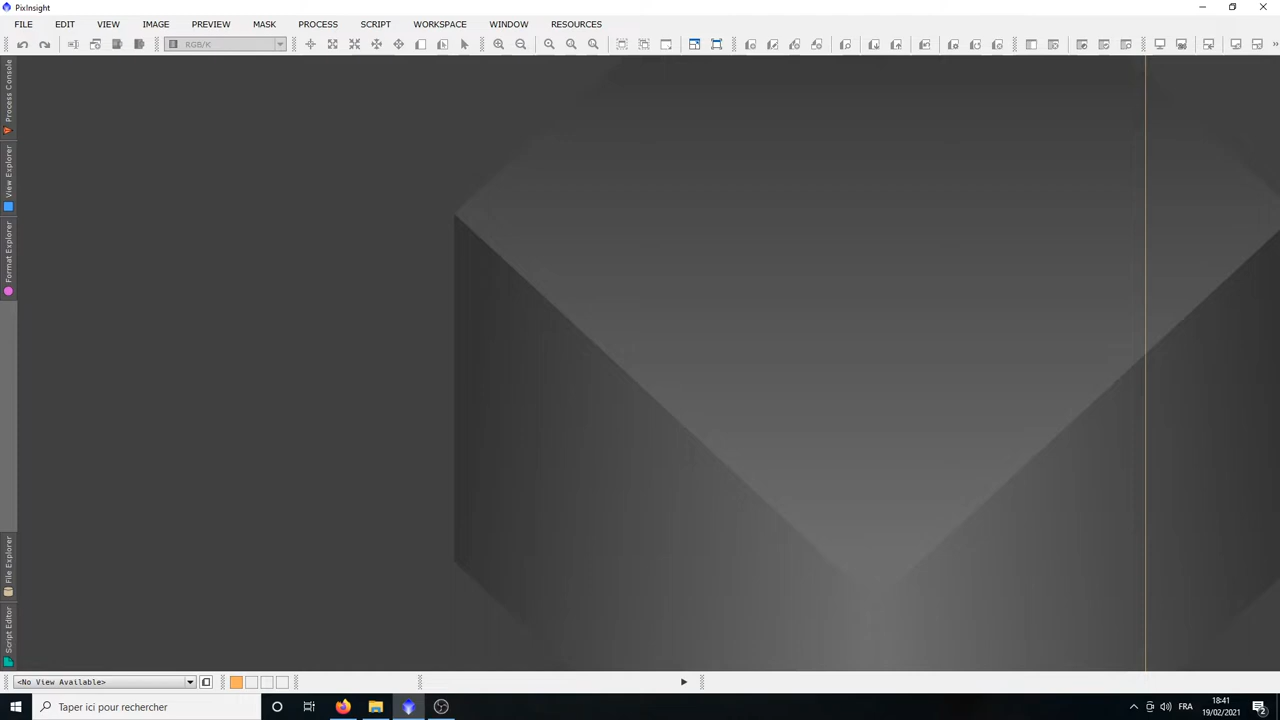 PixInsight
FILE EDIT VIEW IMAGE PREVIEW MASK PROCESS SCRIPT WORKSPACE WINDOW RESOURCES
RGB/K
Process Console
View Explorer
Format Explorer
File Explorer
Script Editor
<No View Available>
Taper ici pour rechercher
FRA
18:41
19/02/2021
2